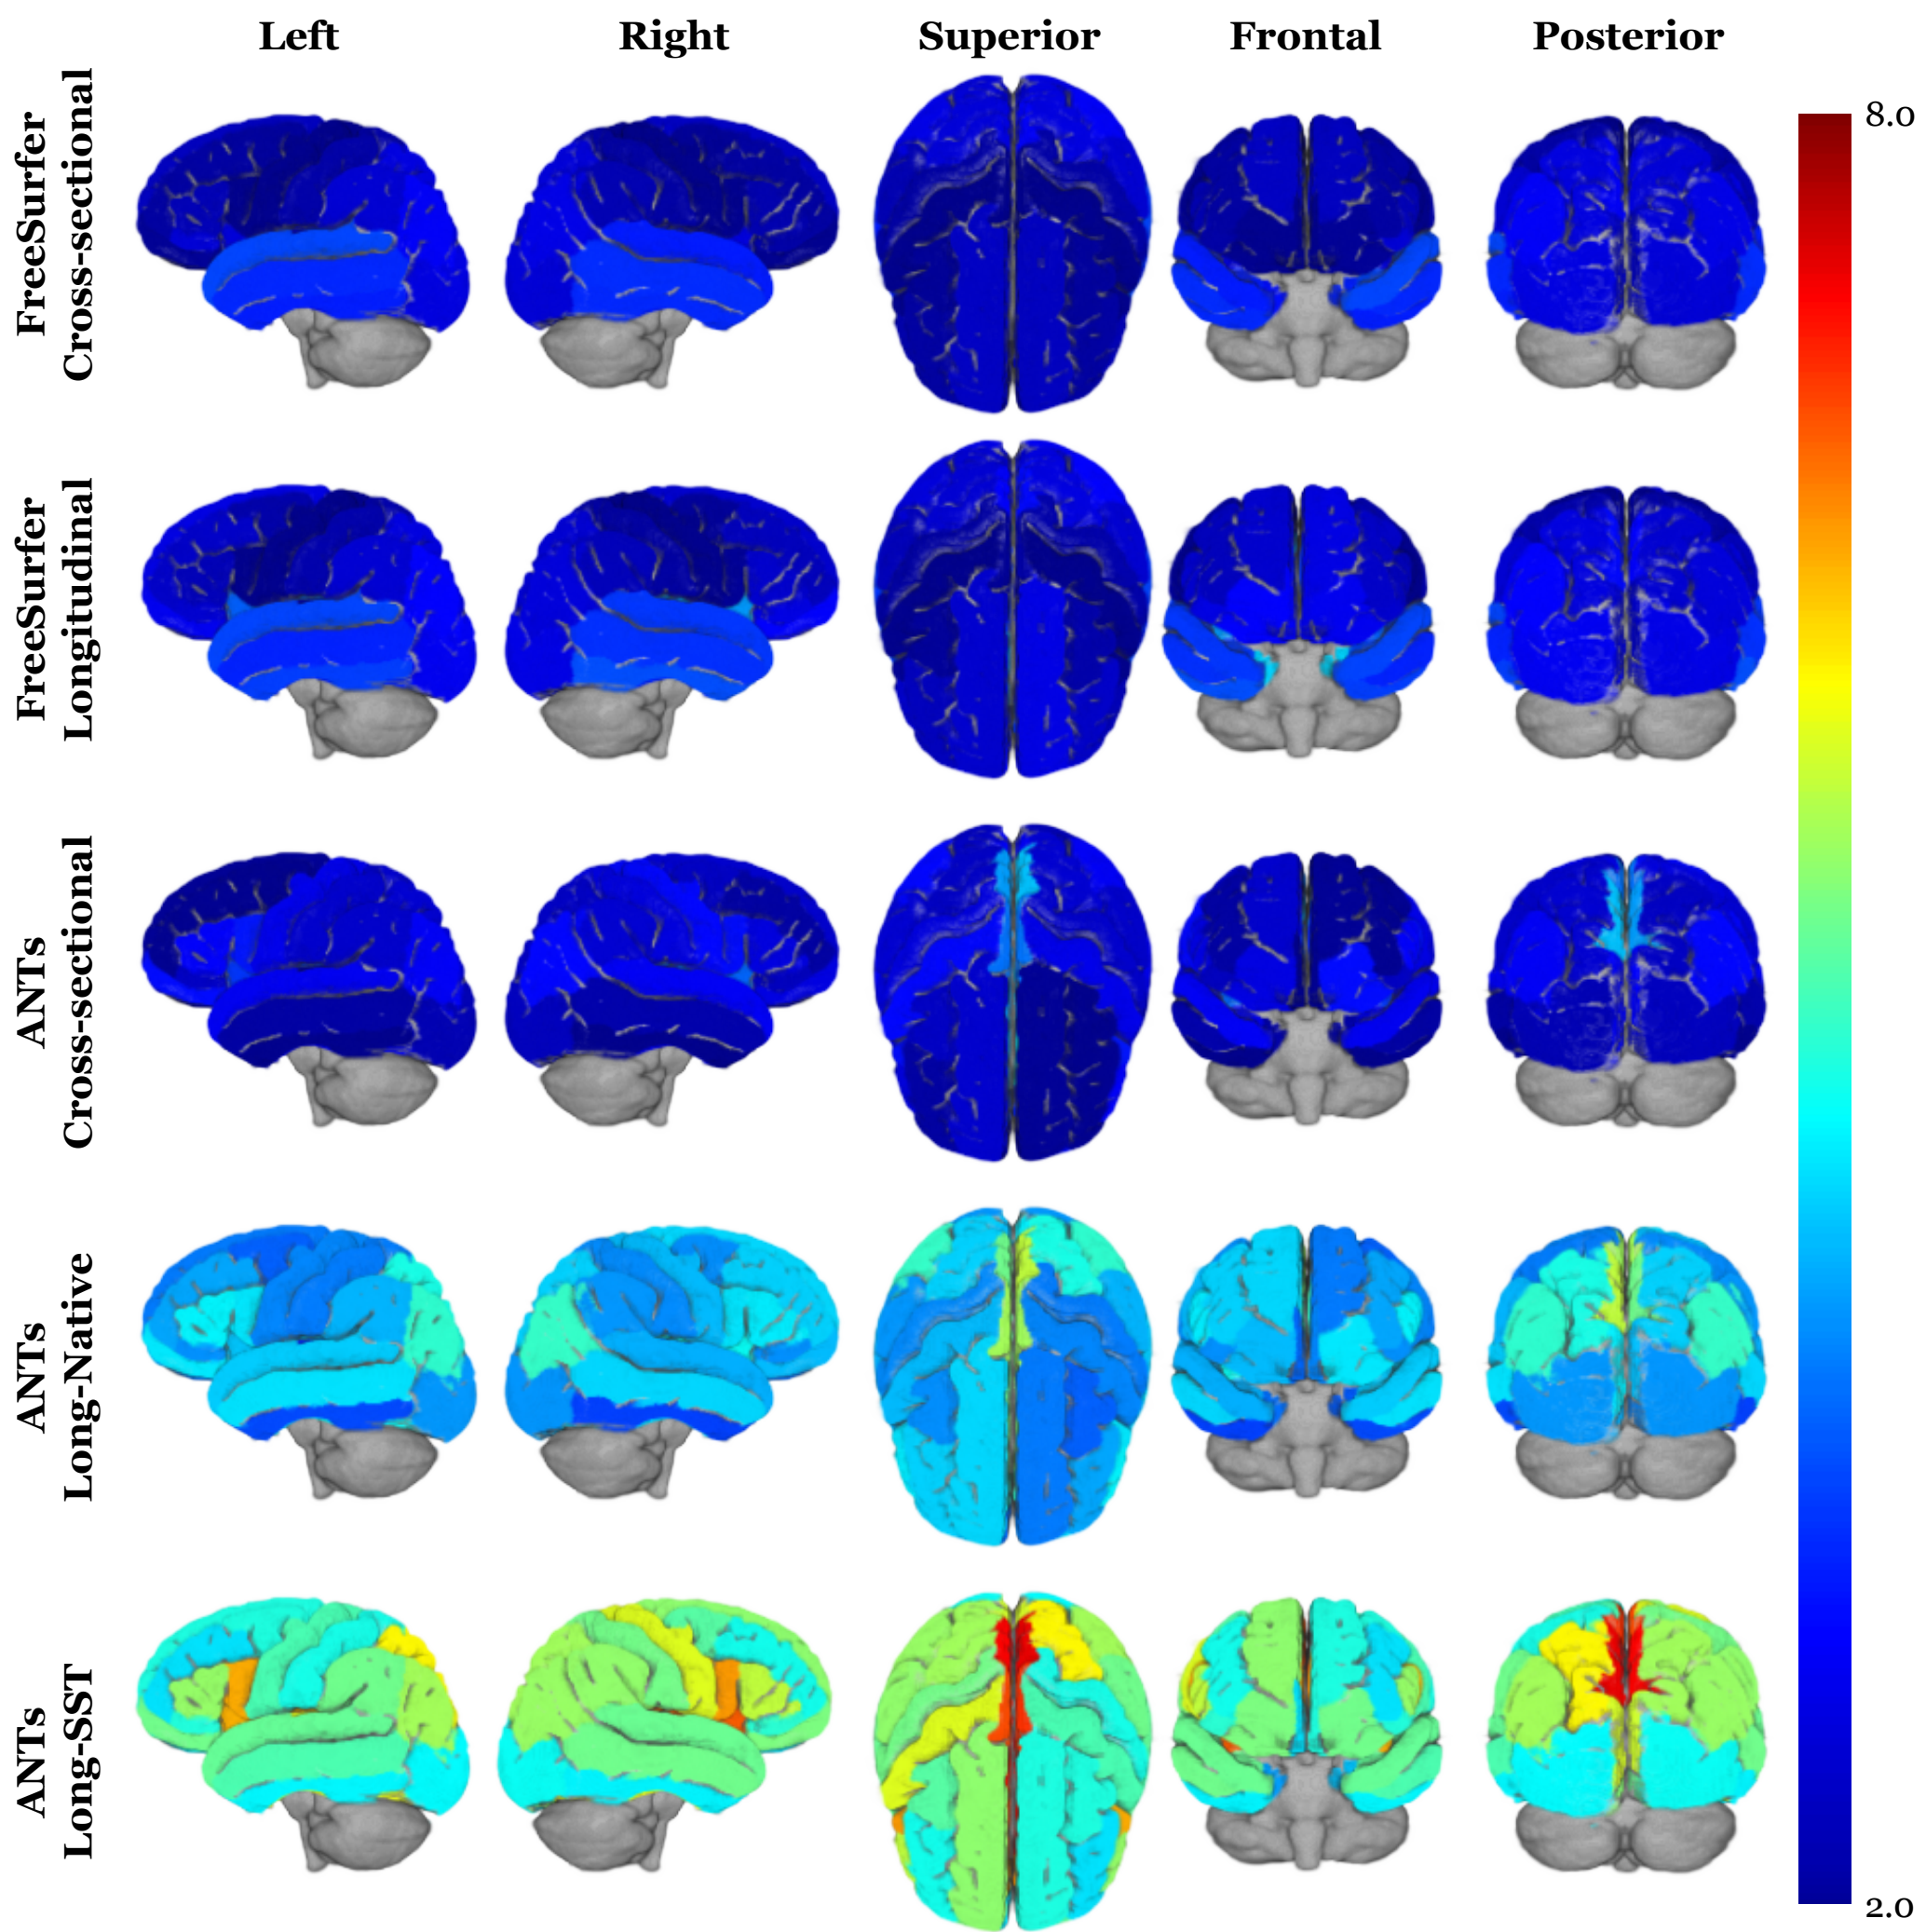 Left Right Superior Frontal Posterior
8.0
FreeSurfer
Cross-sectional
FreeSurfer
Longitudinal
ANTs
Cross-sectional
ANTs
Long-Native
ANTs
Long-SST
2.0